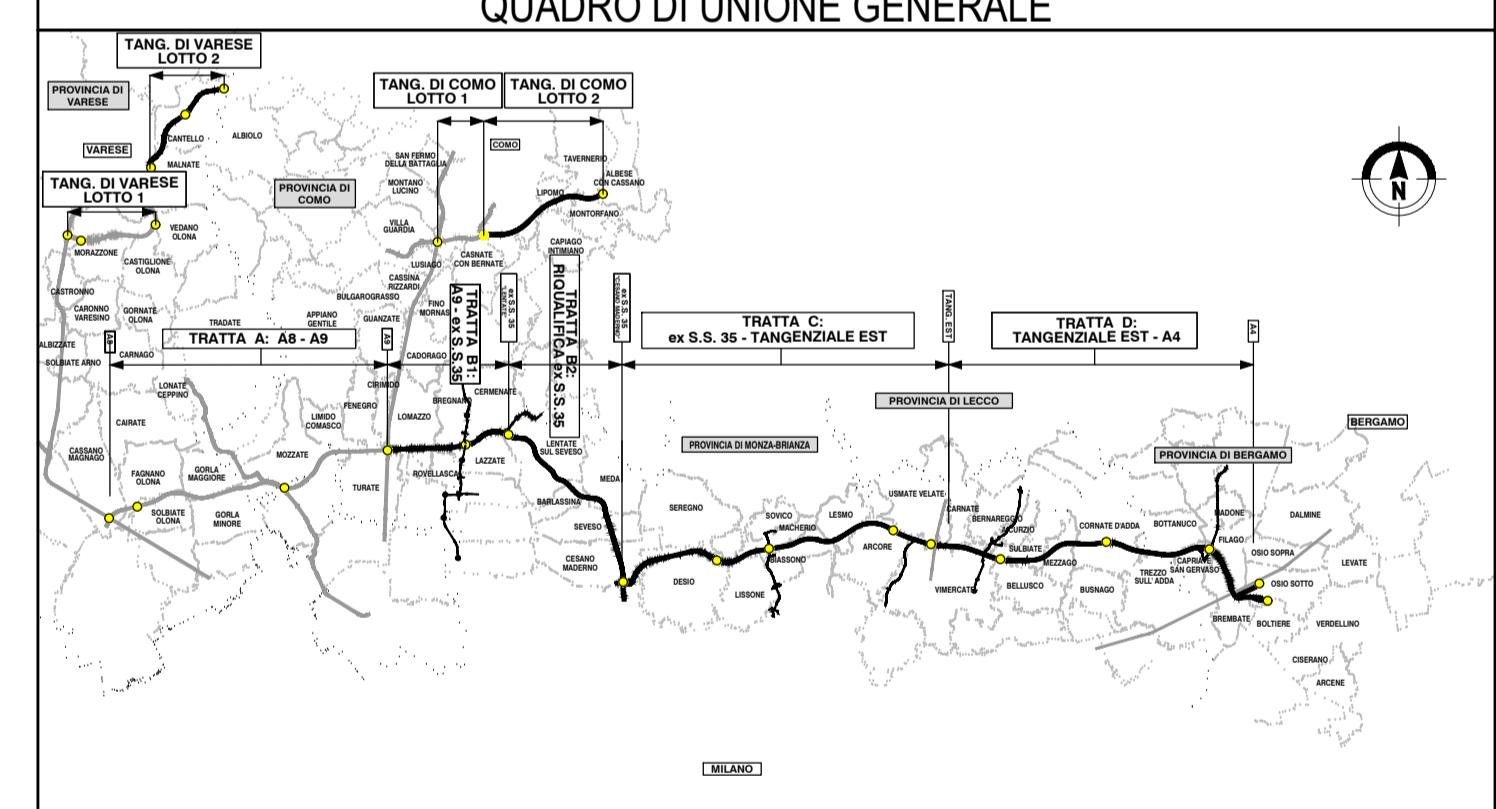 QUADRO DI UNIONE GENERALE
TANG. DI VARESE
LOTTO 2
PROVINCIA DI
VARESE
CANTELLO
ALBIOLO
VARESE
MALNATE
TANG. DI VARESE
LOTTO 1
PROVINCIA DI
COMO
VEDANO
OLONA
MORAZZONE
CASTIGLIONE
OLONA
TANG. DI COMO
LOTTO 1
TANG. DI COMO
LOTTO 2
COMO
SAN FERMO
DELLA BATTAGLIA
MONTANO
LUCINO
TAVERNERIO
ALBESE
CON CASSANO
LIPOMO
MONTORFANO
VILLA
GUARDIA
CAPIAGO
INTIMIANO
LUSIAGO
CASNATE
CON BERNATE
CASSINA
RIZZARDI
BULGAROGRASSO
FINO
MORNAS
CASTRONNO
CARONNO
VARESINO
GORNATE
OLONA
TRADATE
APPIANO
GENTILE
GUANZATE
ALBIZZATE
SOLBIATE ARNO
A8
CARNAGO
TRATTA A: A8 - A9
A9
CADORAGO
TRATTA B1:
A9 - ex S.S.35
ex S.S. 35
"LENTATE"
TRATTA B2:
RIQUALIFICA ex S.S.35
ex S.S. 35
"CESANO MADERNO"
TRATTA C:
ex S.S. 35 - TANGENZIALE EST
TANG. EST
TRATTA D:
TANGENZIALE EST - A4
A4
N
LONATE
CEPPINO
CIRIMIDO
FENEGRO
LIMIDO
COMASCO
LOMAZZO
BREGNANO
CERMENATE
CAIRATE
CASSANO
MAGNAGO
MOZZATE
LAZZATE
LENTATE
SUL SEVESO
ROVELLASCA
FAGNANO
OLONA
GORLA
MAGGIORE
TURATE
SOLBIATE
OLONA
GORLA
MINORE
MEDA
BARLASSINA
SEVESO
CESANO
MADERNO
PROVINCIA DI LECCO
PROVINCIA DI MONZA-BRIANZA
BERGAMO
PROVINCIA DI BERGAMO
SEREGNO
SOVICO
MACHERIO
LESMO
USMATE VELATE
CARNATE
BERNAREGGIO
CORNATE D'ADDA
BOTTANUCO
MADONE
DALMINE
FILAGO
ARCORE
SULBIATE
MEZZAGO
BIASSONO
DESIO
LISSONE
VIMERCATE
BELLUSCO
BUSNAGO
TREZZO
SULL' ADDA
CAPRIATE
SAN GERVASO
OSIO SOPRA
LEVATE
OSIO SOTTO
BREMBATE
BOLTIERE
VERDELLINO
CISERANO
ARCENE
MILANO